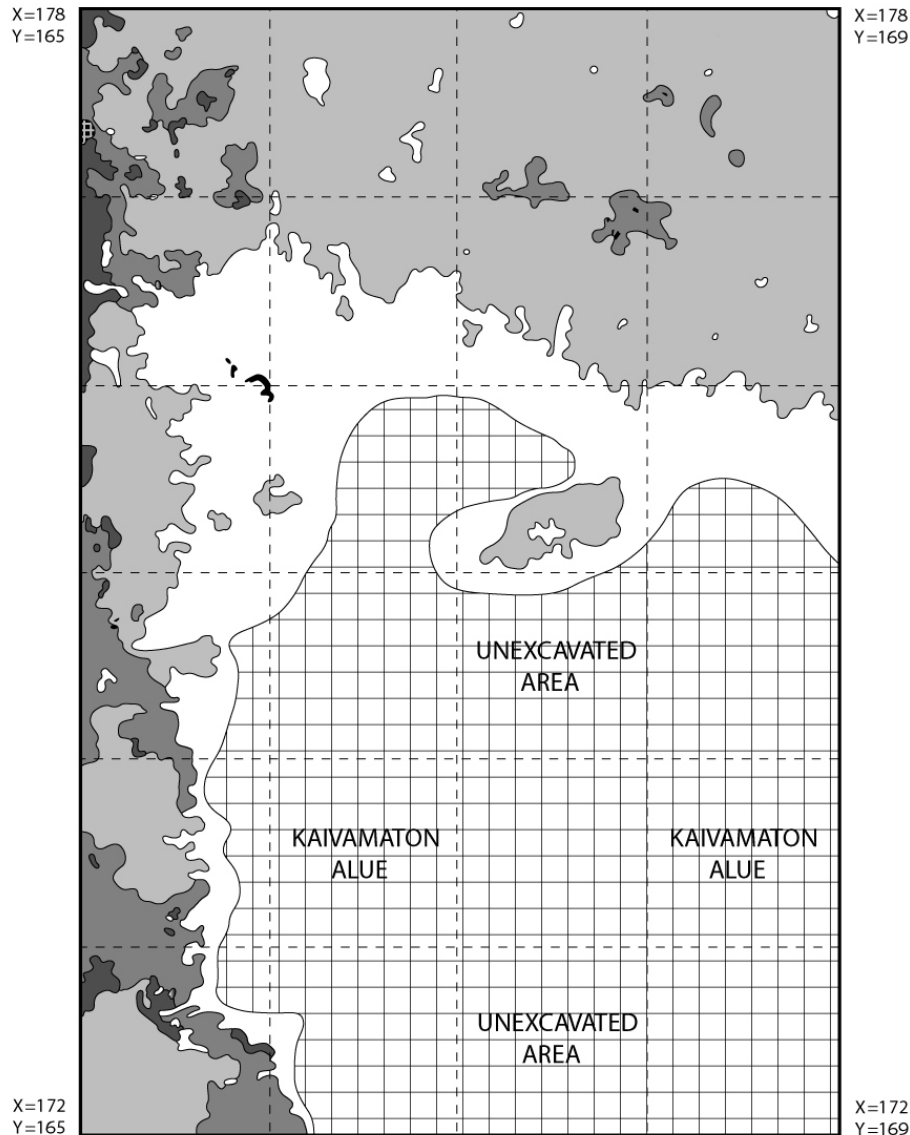 X=178
Y=165
X=178
Y=169
UNEXCAVATED
AREA
KAIVAMATON
ALUE
KAIVAMATON
ALUE
UNEXCAVATED
AREA
X=172
Y=165
X=172
Y=169